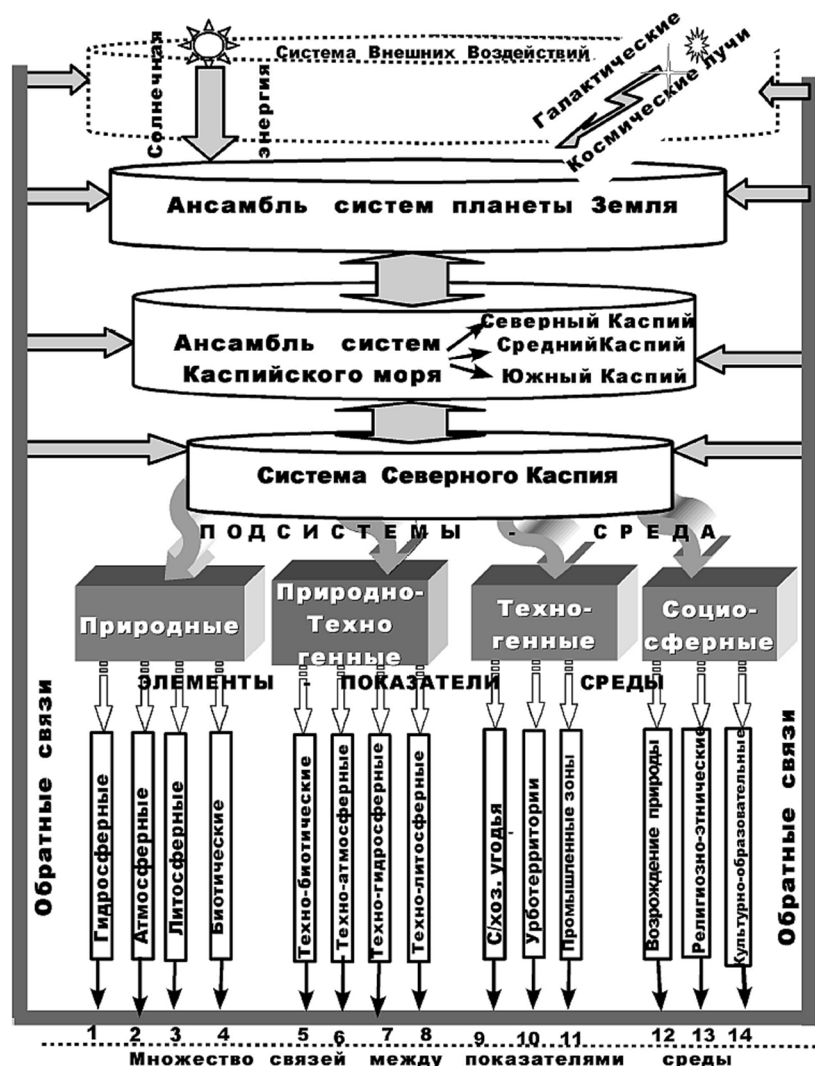 Система Внешних Воздействий
Солнечная
энергия
Галактические
Космические лучи
Ансамбль систем планеты Земля
Ансамбль систем
Каспийского моря
Северный Каспий
СреднийКаспий
Южный Каспий
Система Северного Каспия
ПОДСИСТЕМЫ - СРЕДА
Природные
Природно-
Техно
генные
Техно-
генные
Социо-
сферные
ЭЛЕМЕНТЫ - ПОКАЗАТЕЛИ СРЕДЫ
Обратные связи
Гидросферные
Атмосферные
Литосферные
Биотические
Техно-биотические
Техно-атмосферные
Техно-гидросферные
Техно-литосферные
С/хоз. угодья
Урботерритории
Промышленные зоны
Возрождение природы
Религиозно-этнические
Культурно-образовательные
Обратные связи
1 2 3 4 5 6 7 8 9 10 11 12 13 14
Множество связей между показателями среды